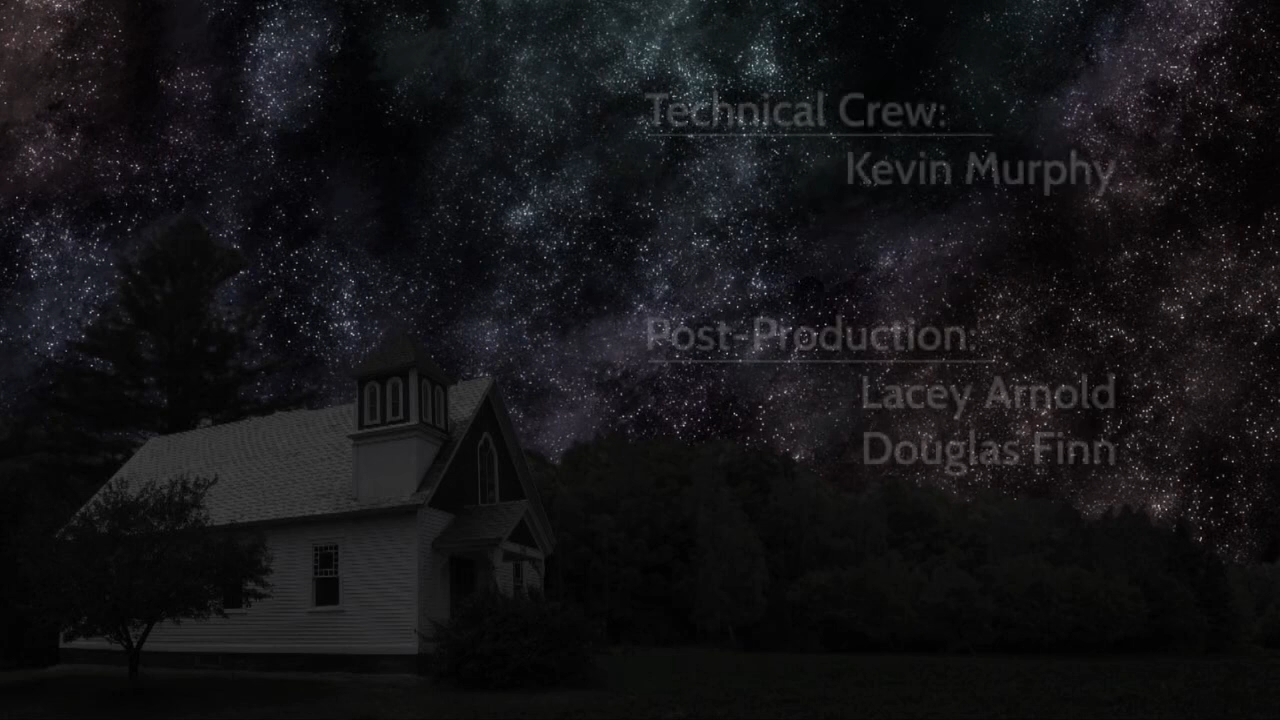 Technical Crew:
Kevin Murphy
Post-Production:
Lacey Arnold
Douglas Finn